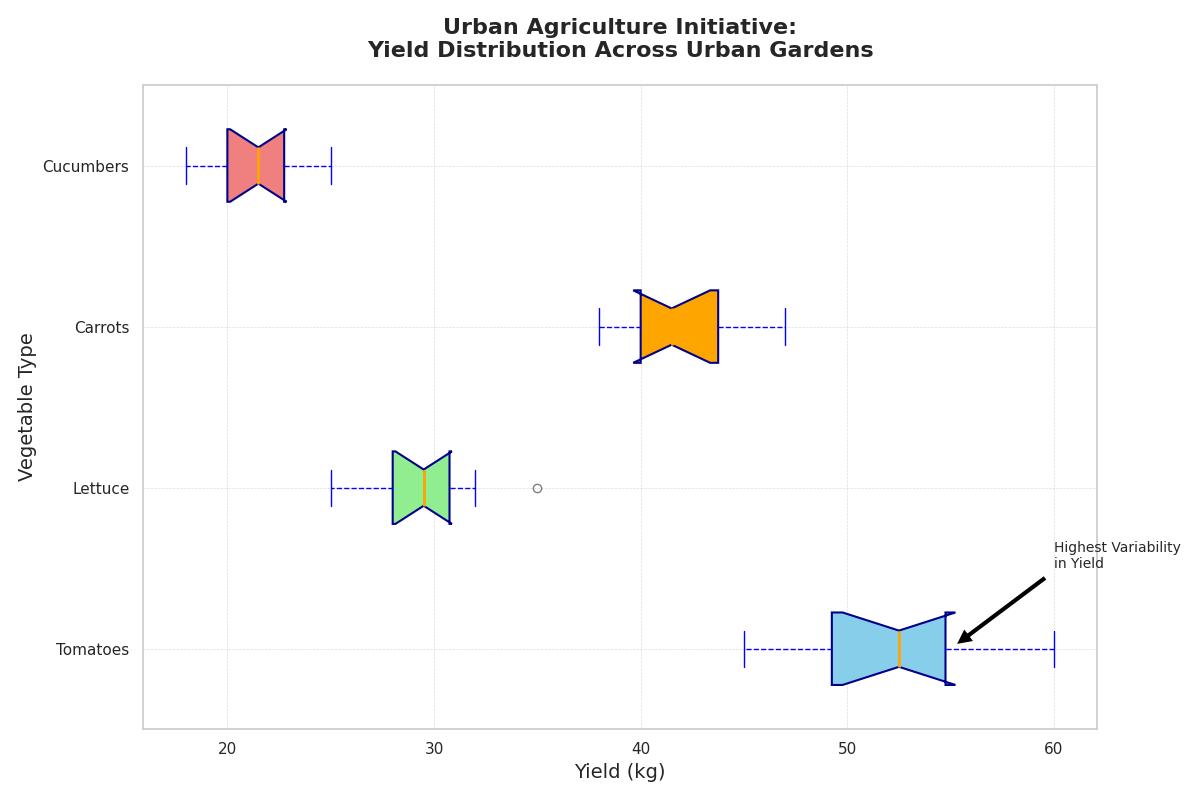 Urban Agriculture Initiative:
Yield Distribution Across Urban Gardens
Vegetable Type
Cucumbers
Carrots
Lettuce
Tomatoes
Highest Variability
in Yield
20 30 40 50 60
Yield (kg)